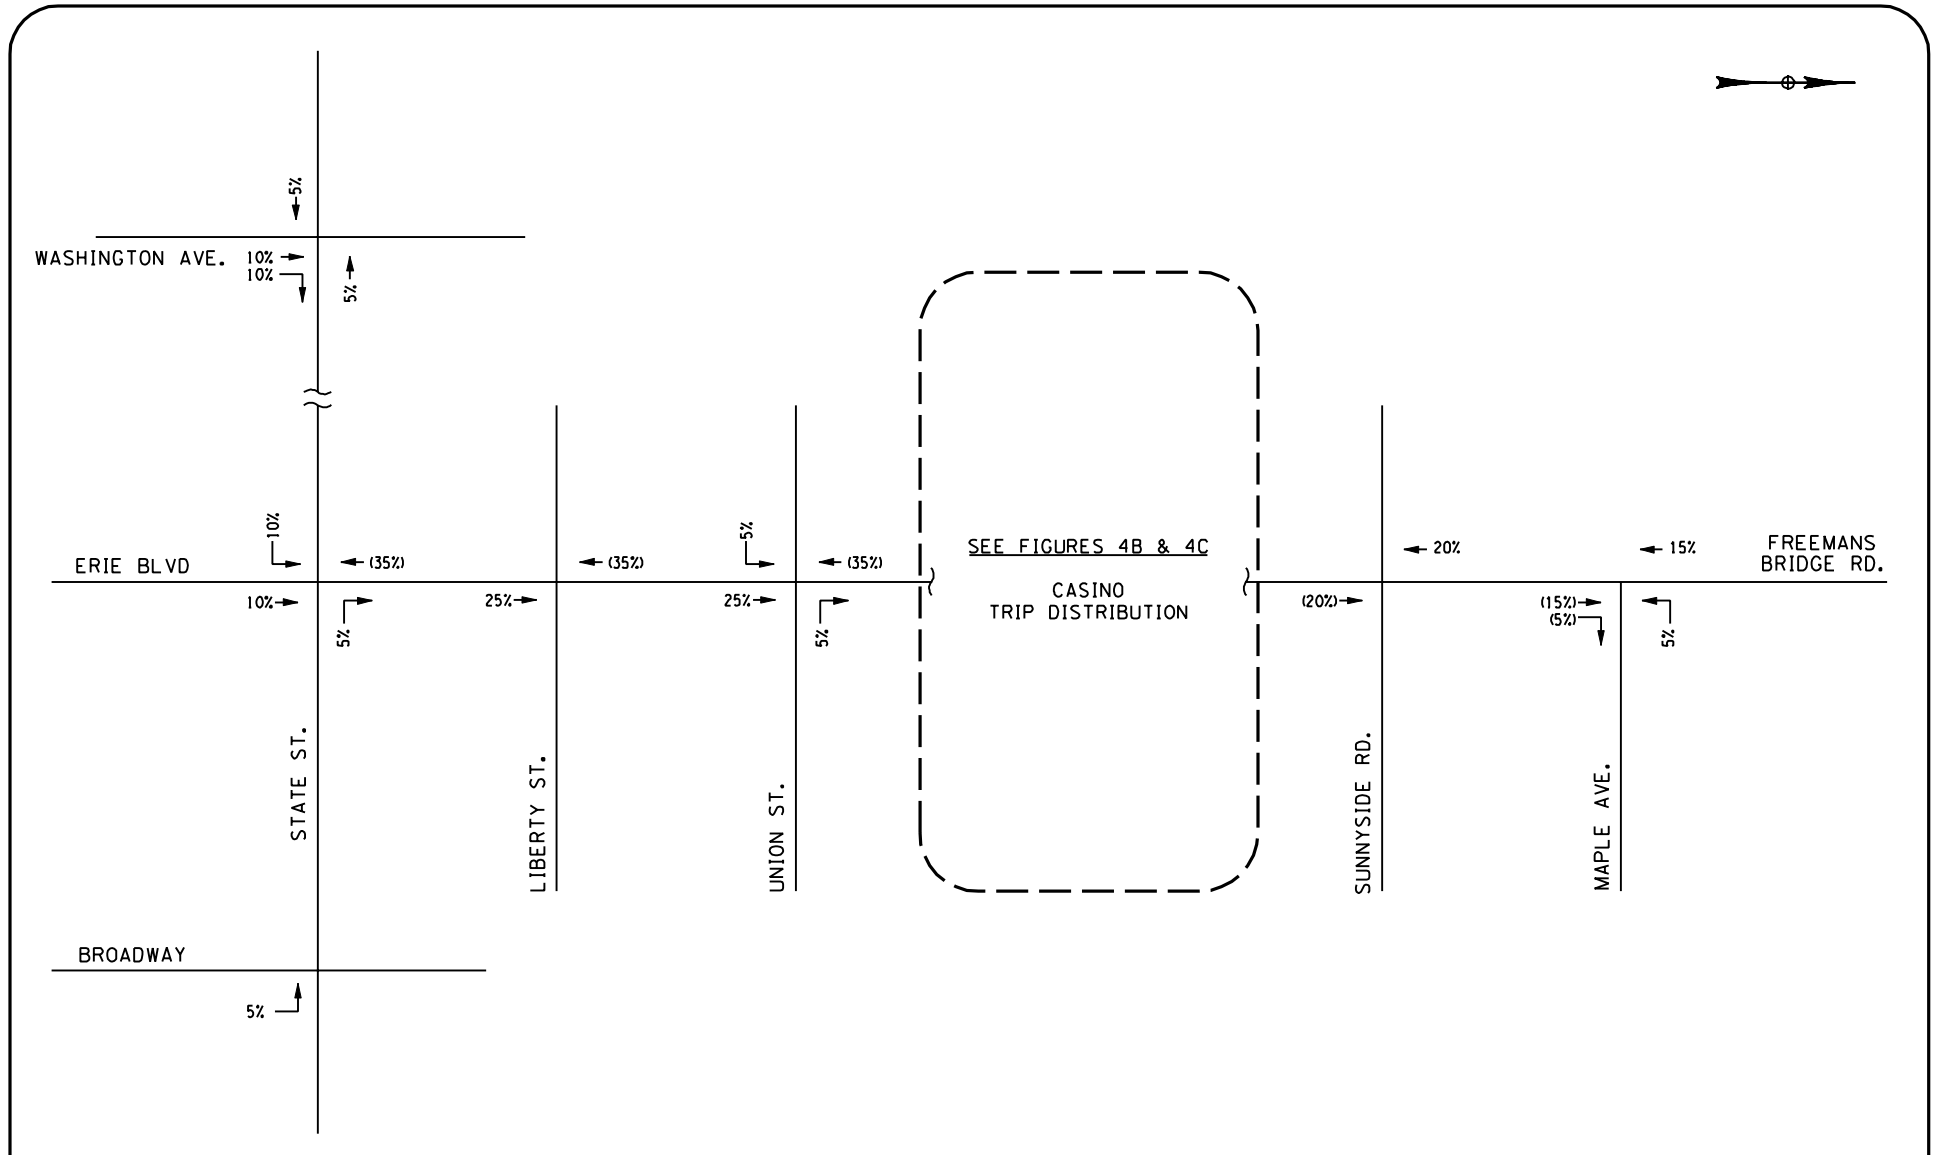 5%
WASHINGTON AVE.
10%
10%
5%
10%
ERIE BLVD
(35%)
10%
5%
(35%)
25%
5%
(35%)
25%
5%
SEE FIGURES 4B & 4C
CASINO
TRIP DISTRIBUTION
20%
(20%)
15%
(15%)
(5%)
5%
FREEMANS
BRIDGE RD.
STATE ST.
LIBERTY ST.
UNION ST.
SUNNYSIDE RD.
MAPLE AVE.
BROADWAY
5%